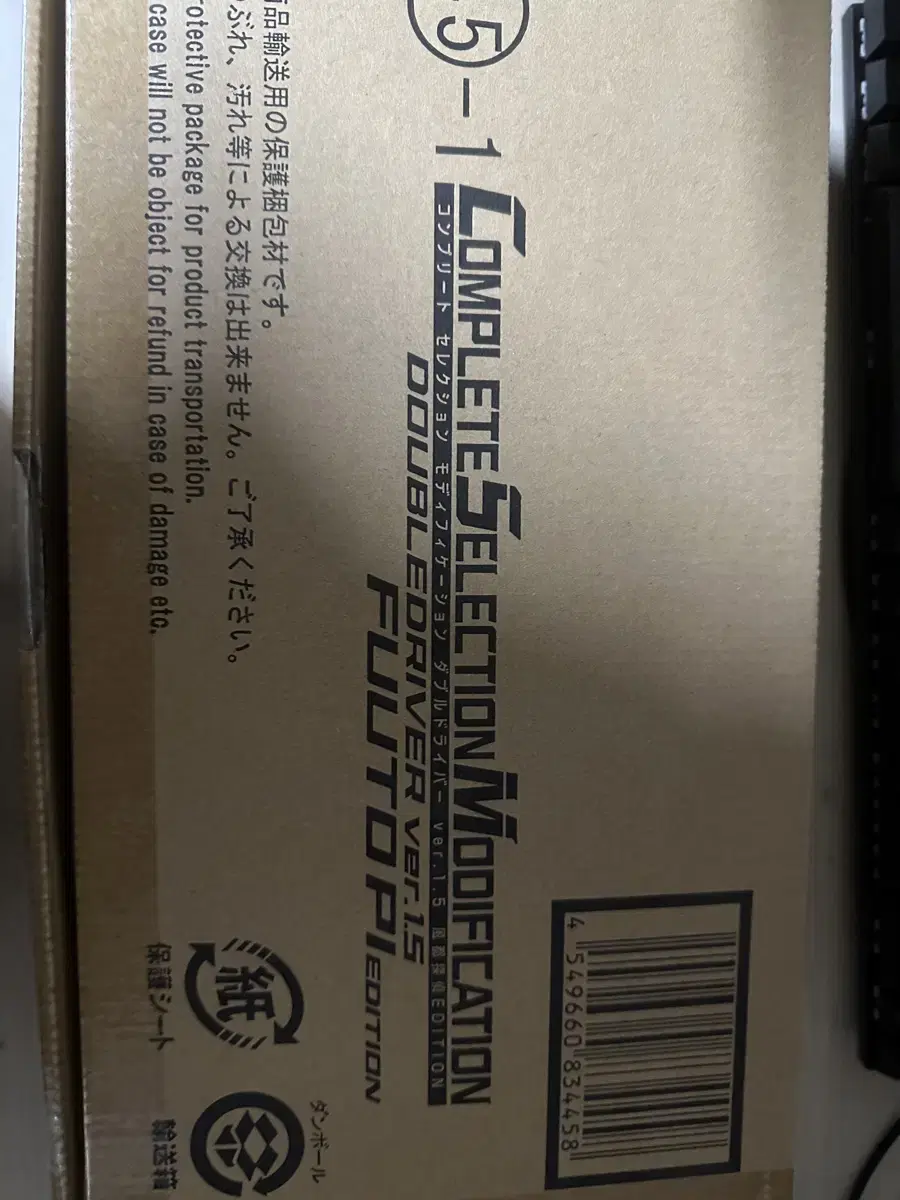 .5-1
COMPLETE SELECTION MODIFICATION
コンプリート セレクション モディフィケーション ダブルドライバー ver.1.5 風都探偵EDITION
DOUBLEDRIVER ver.1.5
FUUTO PI EDITION
品輸送用の保護梱包材です。
ぶれ、汚れ等による交換は出来ません。ご了承ください。
otective package for product transportation.
case will not be object for refund in case of damage etc.
4 549660 834458
紙
保護シート
ダンボール
輸送箱